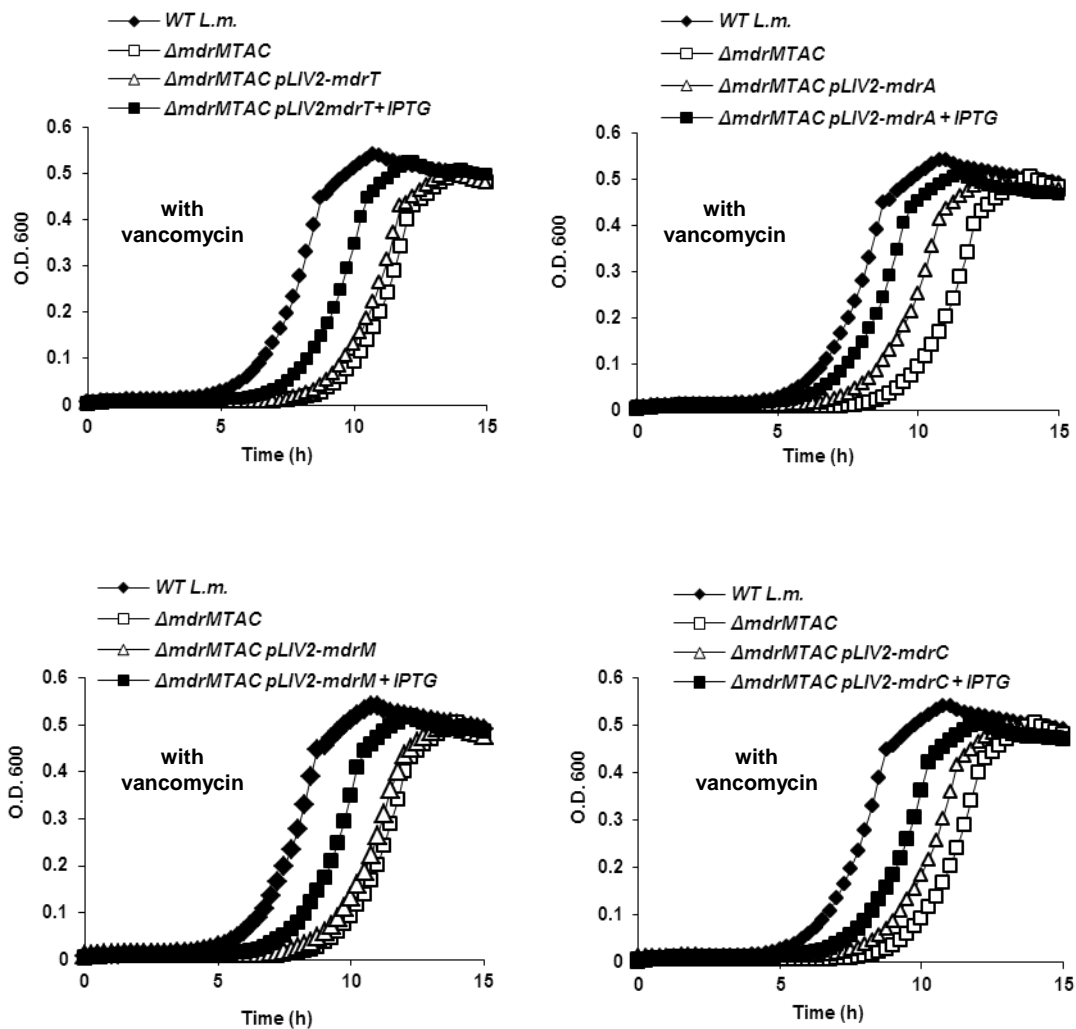 WT L.m.
ΔmdrMTAC
ΔmdrMTAC pLIV2-mdrT
ΔmdrMTAC pLIV2mdrT+IPTG
0.6
0.5
0.4
0.3
0.2
0.1
0
O.D. 600
with
vancomycin
0 5 10 15
Time (h)
WT L.m.
ΔmdrMTAC
ΔmdrMTAC pLIV2-mdrA
ΔmdrMTAC pLIV2-mdrA + IPTG
0.6
0.5
0.4
0.3
0.2
0.1
0
O.D. 600
with
vancomycin
0 5 10 15
Time (h)
WT L.m.
ΔmdrMTAC
ΔmdrMTAC pLIV2-mdrM
ΔmdrMTAC pLIV2-mdrM + IPTG
0.6
0.5
0.4
0.3
0.2
0.1
0
O.D. 600
with
vancomycin
0 5 10 15
Time (h)
WT L.m.
ΔmdrMTAC
ΔmdrMTAC pLIV2-mdrC
ΔmdrMTAC pLIV2-mdrC + IPTG
0.6
0.5
0.4
0.3
0.2
0.1
0
O.D. 600
with
vancomycin
0 5 10 15
Time (h)